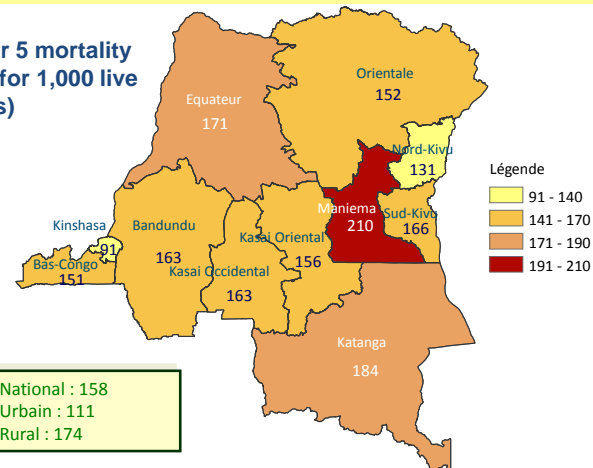 r 5 mortality
for 1,000 live
s)
Orientale
152
Equateur
171
Nord-Kivu
131
Légende
91 - 140
141 - 170
171 - 190
191 - 210
Maniema
210
Sud-Kivu
166
Kinshasa
91
Bandundu
163
Kasai Oriental
156
Bas-Congo
151
Kasai Occidental
163
Katanga
184
National : 158
Urbain : 111
Rural : 174